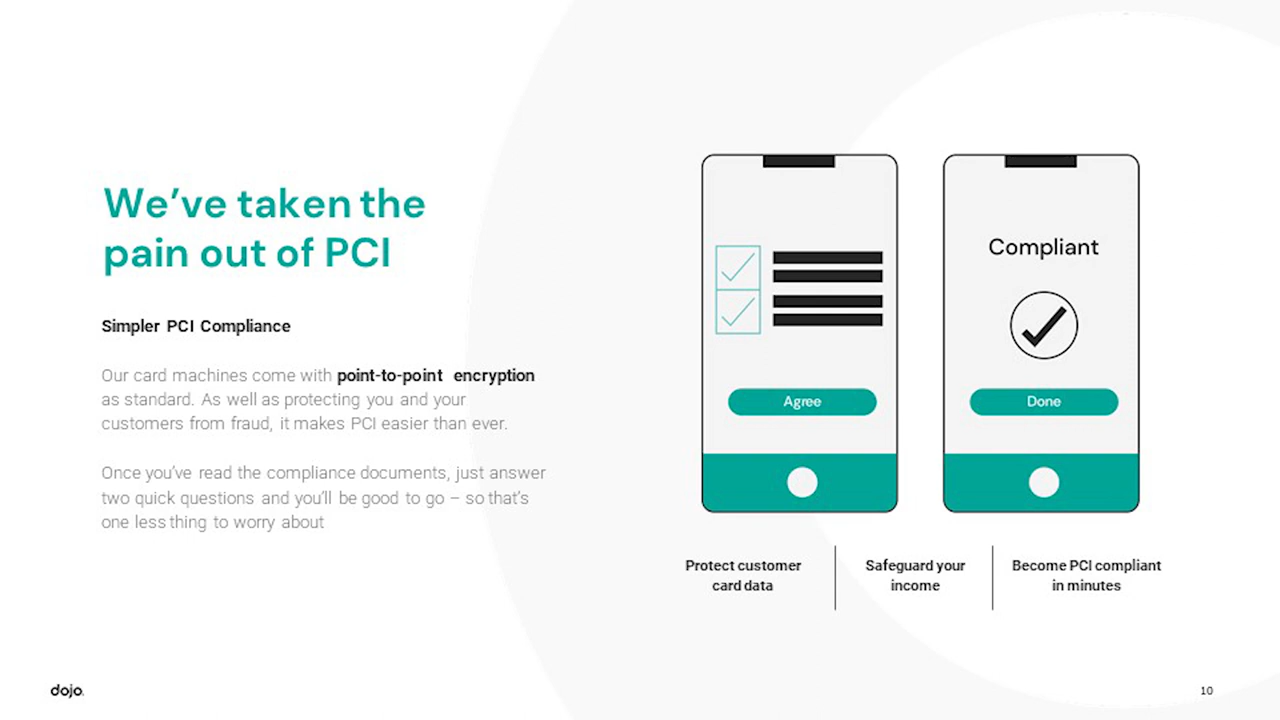 We've taken the
pain out of PCI
Simpler PCI Compliance
Our card machines come with point-to-point encryption
as standard. As well as protecting you and your
customers from fraud, it makes PCI easier than ever.
Once you've read the compliance documents, just answer
two quick questions and you'll be good to go – so that's
one less thing to worry about
Agree
Compliant
Done
Protect customer
card data
Safeguard your
income
Become PCI compliant
in minutes
dojo.
10